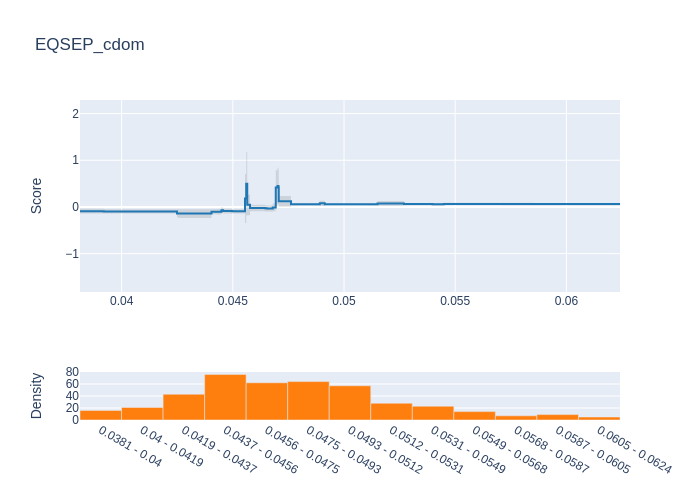 EQSEP_cdom
2
1
0
−1
Score
0.04
0.045
0.05
0.055
0.06
80
60
40
20
0
Density
0.0381 - 0.04
0.04 - 0.0419
0.0419 - 0.0437
0.0437 - 0.0456
0.0456 - 0.0475
0.0475 - 0.0493
0.0493 - 0.0512
0.0512 - 0.0531
0.0531 - 0.0549
0.0549 - 0.0568
0.0568 - 0.0587
0.0587 - 0.0605
0.0605 - 0.0624